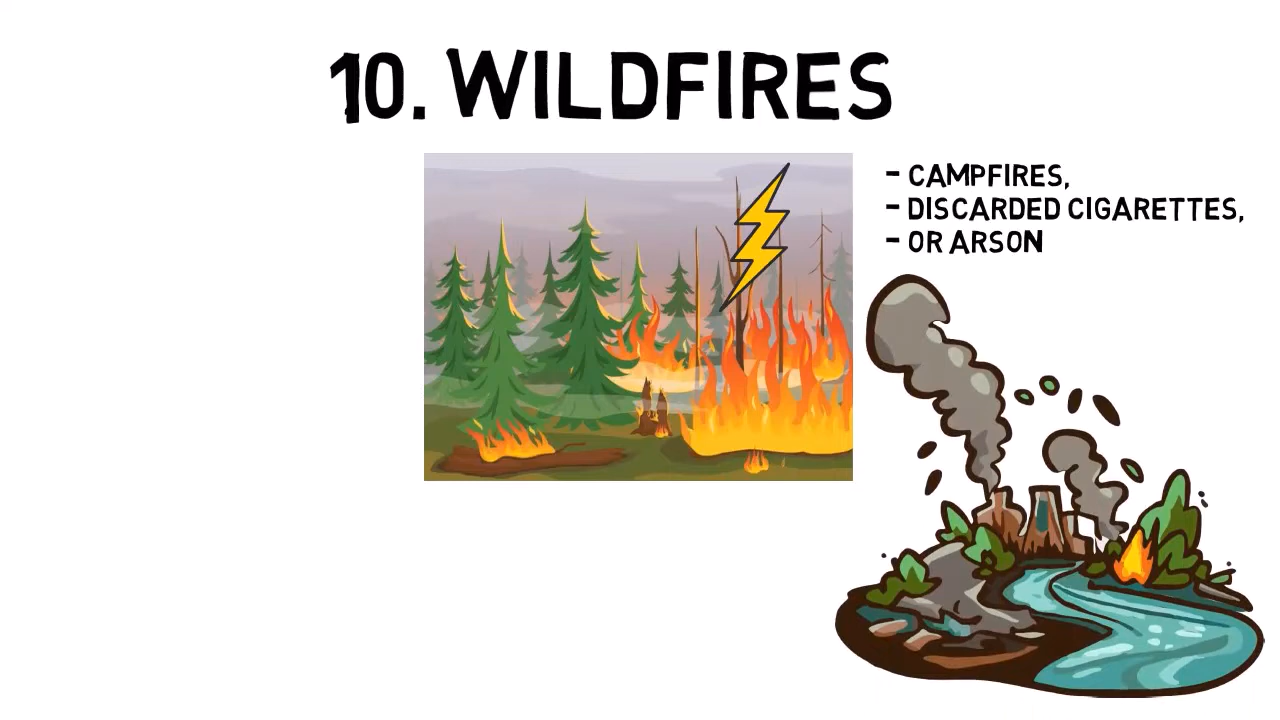 10. WILDFIRES
- CAMPFIRES,
- DISCARDED CIGARETTES,
- OR ARSON